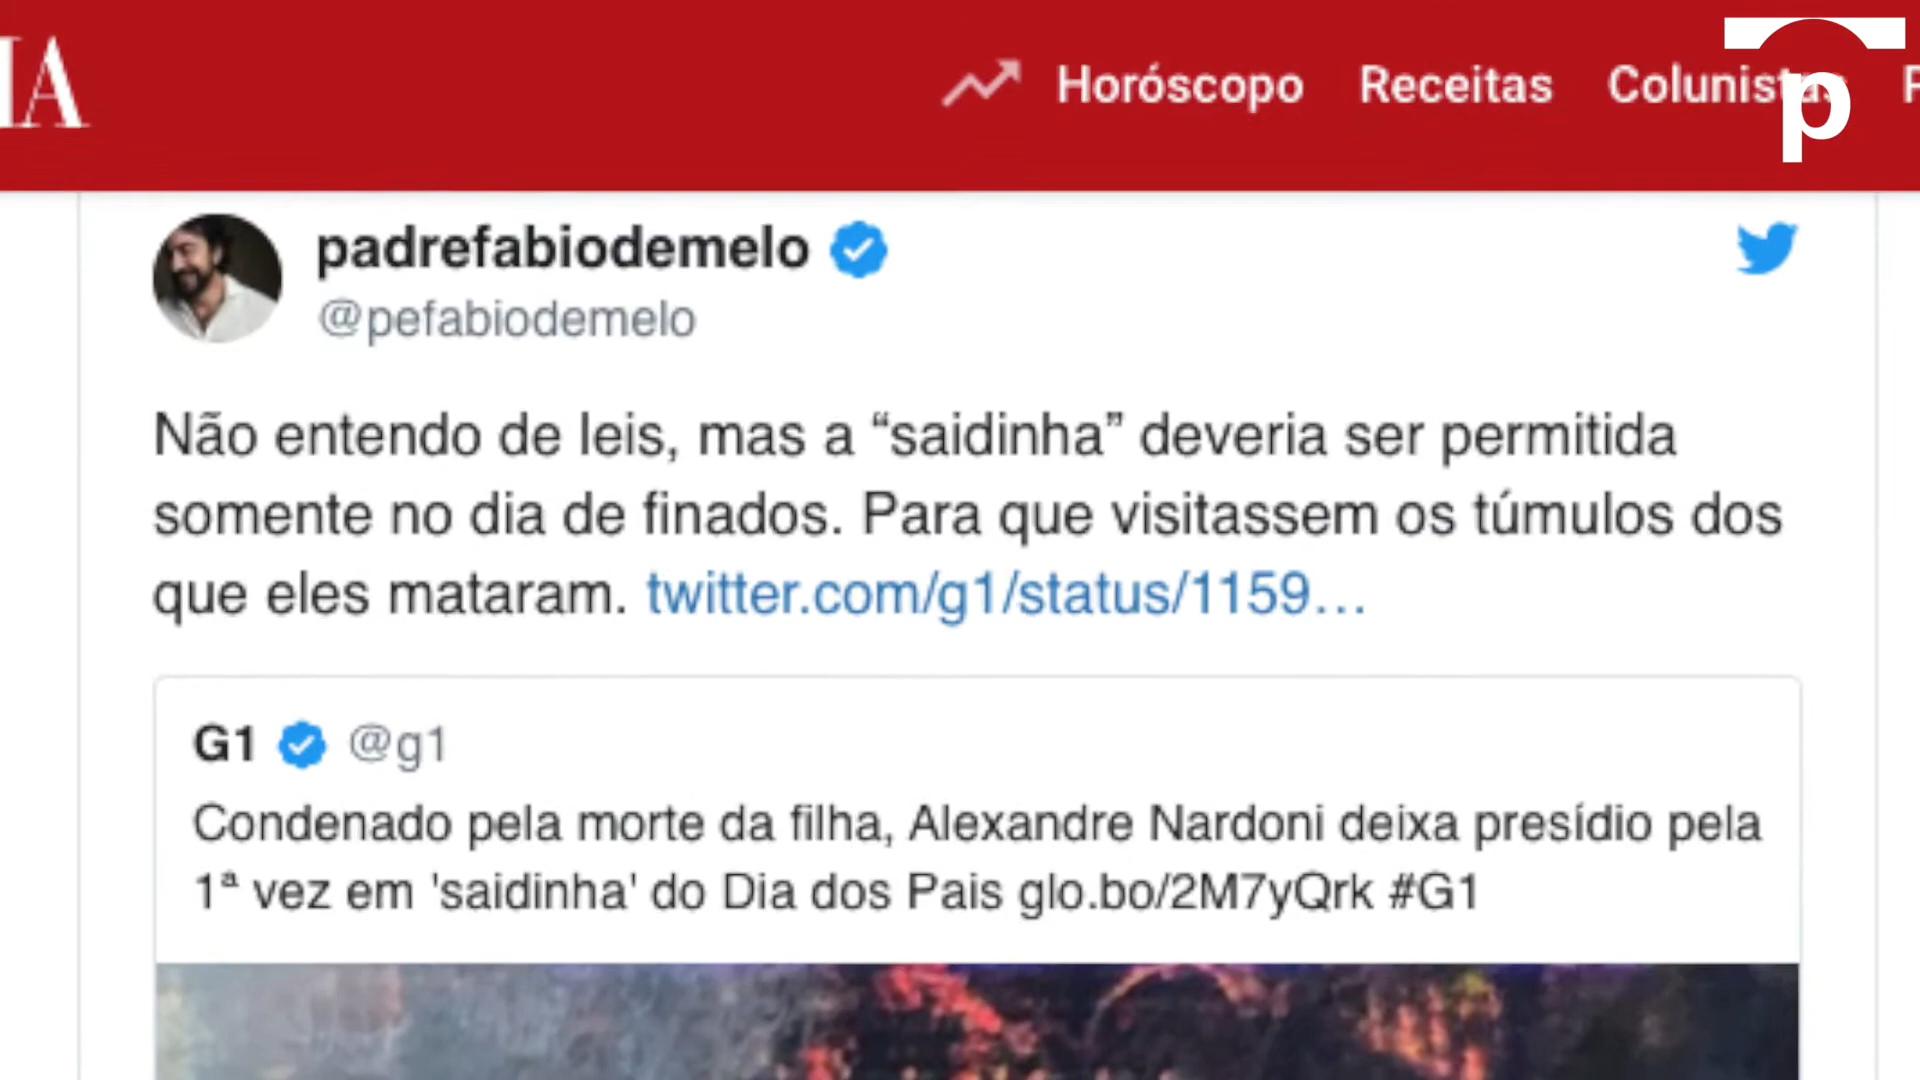 IA
Horóscopo Receitas Colunistas
p
padrefabiodemelo
@pefabiodemelo
Não entendo de leis, mas a “saidinha” deveria ser permitida
somente no dia de finados. Para que visitassem os túmulos dos
que eles mataram. twitter.com/g1/status/1159…
G1 @g1
Condenado pela morte da filha, Alexandre Nardoni deixa presídio pela
1ª vez em 'saidinha' do Dia dos Pais glo.bo/2M7yQrk #G1